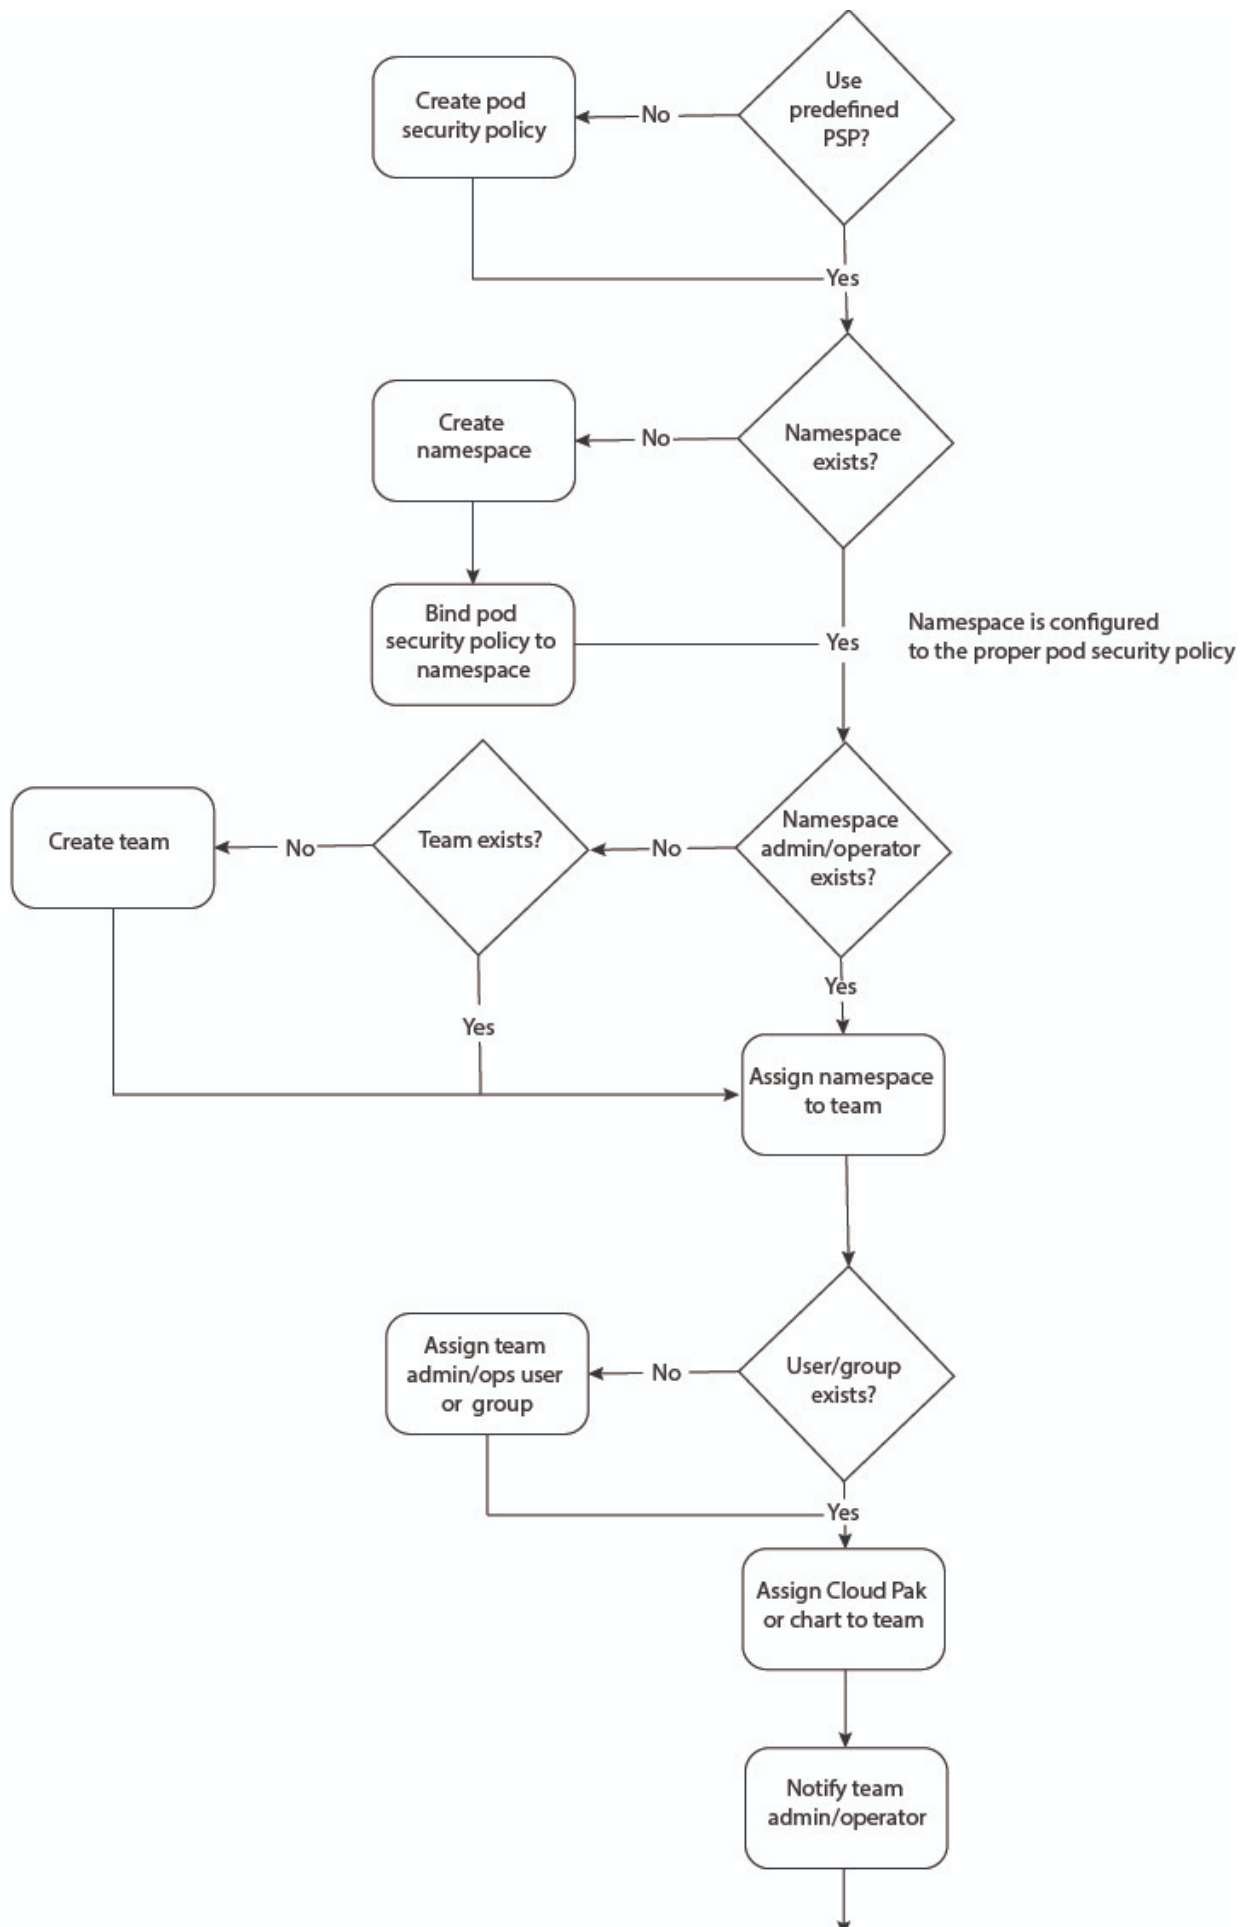 Use
predefined
PSP?
No
Create pod
security policy
Yes
Namespace
exists?
No
Create
namespace
Bind pod
security policy to
namespace
Yes
Namespace is configured
to the proper pod security policy
Namespace
admin/operator
exists?
No
Team exists?
No
Create team
Yes
Yes
Assign namespace
to team
User/group
exists?
No
Assign team
admin/ops user
or group
Yes
Assign Cloud Pak
or chart to team
Notify team
admin/operator